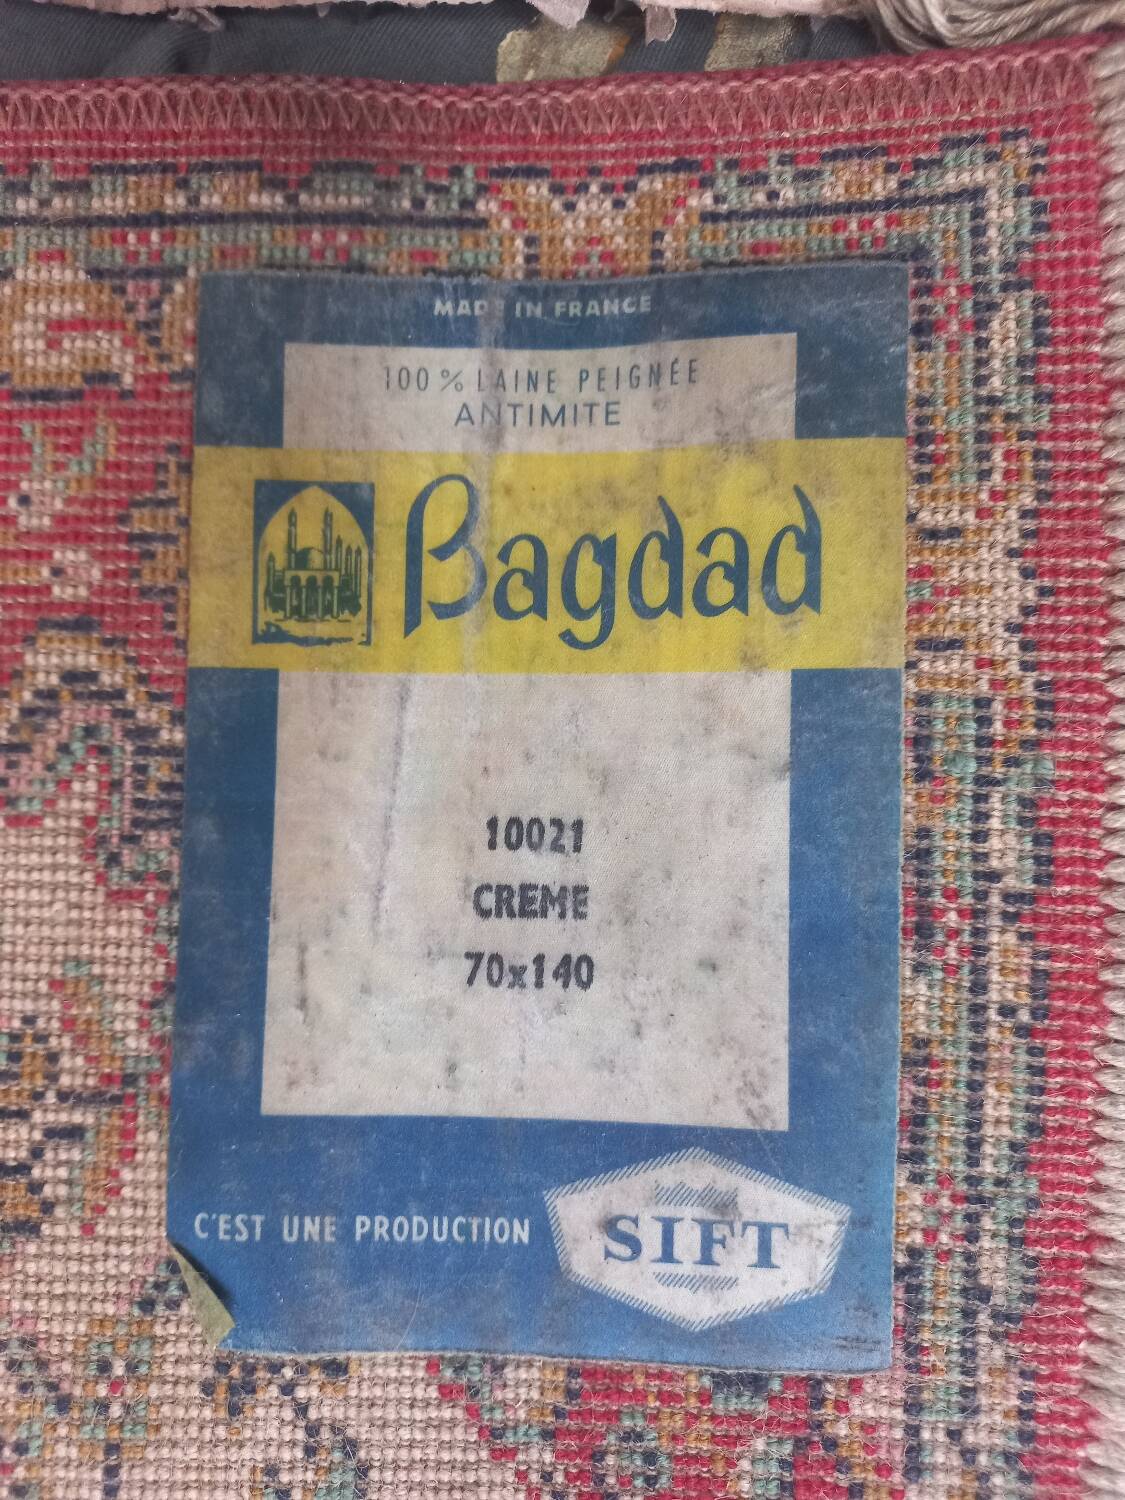 MADE IN FRANCE
100% LAINE PEIGNÉE
ANTIMITE
Bagdad
10021
CREME
70x140
C'EST UNE PRODUCTION
SIFT